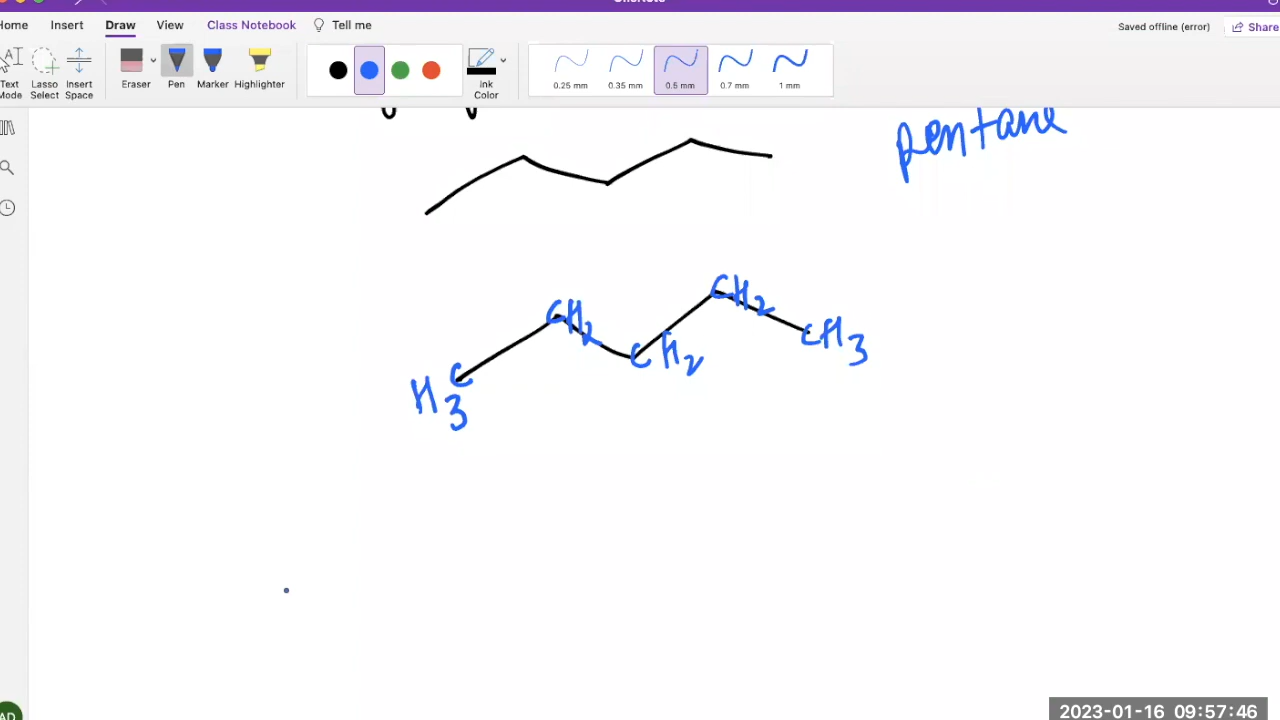 Home Insert Draw View Class Notebook Tell me
Saved offline (error) Share
Text Mode
Lasso Select
Insert Space
Eraser
Pen
Marker
Highlighter
Ink Color
0.25 mm
0.35 mm
0.5 mm
0.7 mm
1 mm
pentane
CH2
CH2
CH2
CH3
H3C
AD
2023-01-16 09:57:46